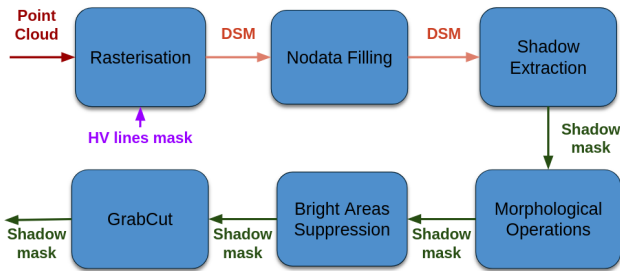 Point
Cloud
Rasterisation
DSM
Nodata Filling
DSM
Shadow
Extraction
HV lines mask
Shadow
mask
Morphological
Operations
Shadow
mask
Bright Areas
Suppression
Shadow
mask
GrabCut
Shadow
mask